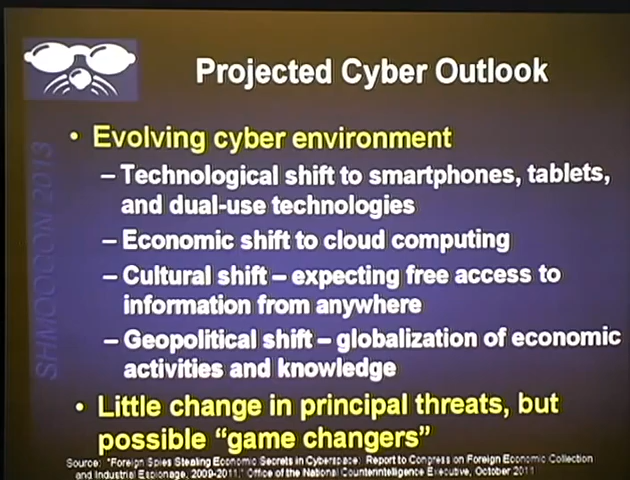 Projected Cyber Outlook
• Evolving cyber environment
– Technological shift to smartphones, tablets,
and dual-use technologies
– Economic shift to cloud computing
– Cultural shift – expecting free access to
information from anywhere
– Geopolitical shift – globalization of economic
activities and knowledge
• Little change in principal threats, but
possible “game changers”
Source: "Foreign Spies Stealing Economic Secrets in Cyberspace: Report to Congress on Foreign Economic Collection
and Industrial Espionage, 2009-2011," Office of the National Counterintelligence Executive, October 2011
SHMOOCON 2013